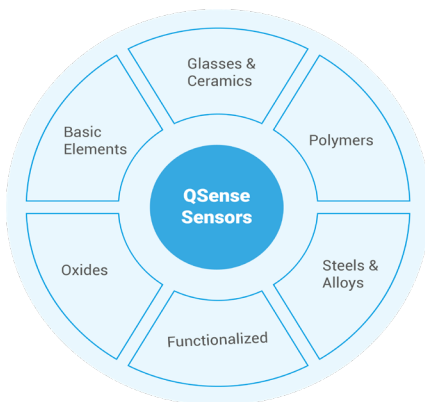 Glasses &
Ceramics
Basic
Elements
Polymers
QSense
Sensors
Oxides
Steels &
Alloys
Functionalized